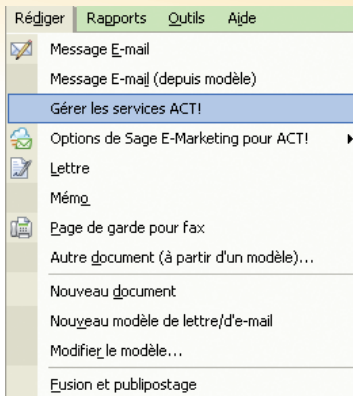 Rédiger Rapports Outils Aide
Message E-mail
Message E-mail (depuis modèle)
Gérer les services ACT!
Options de Sage E-Marketing pour ACT!
Lettre
Mémo
Page de garde pour fax
Autre document (à partir d'un modèle)...
Nouveau document
Nouveau modèle de lettre/d'e-mail
Modifier le modèle...
Fusion et publipostage